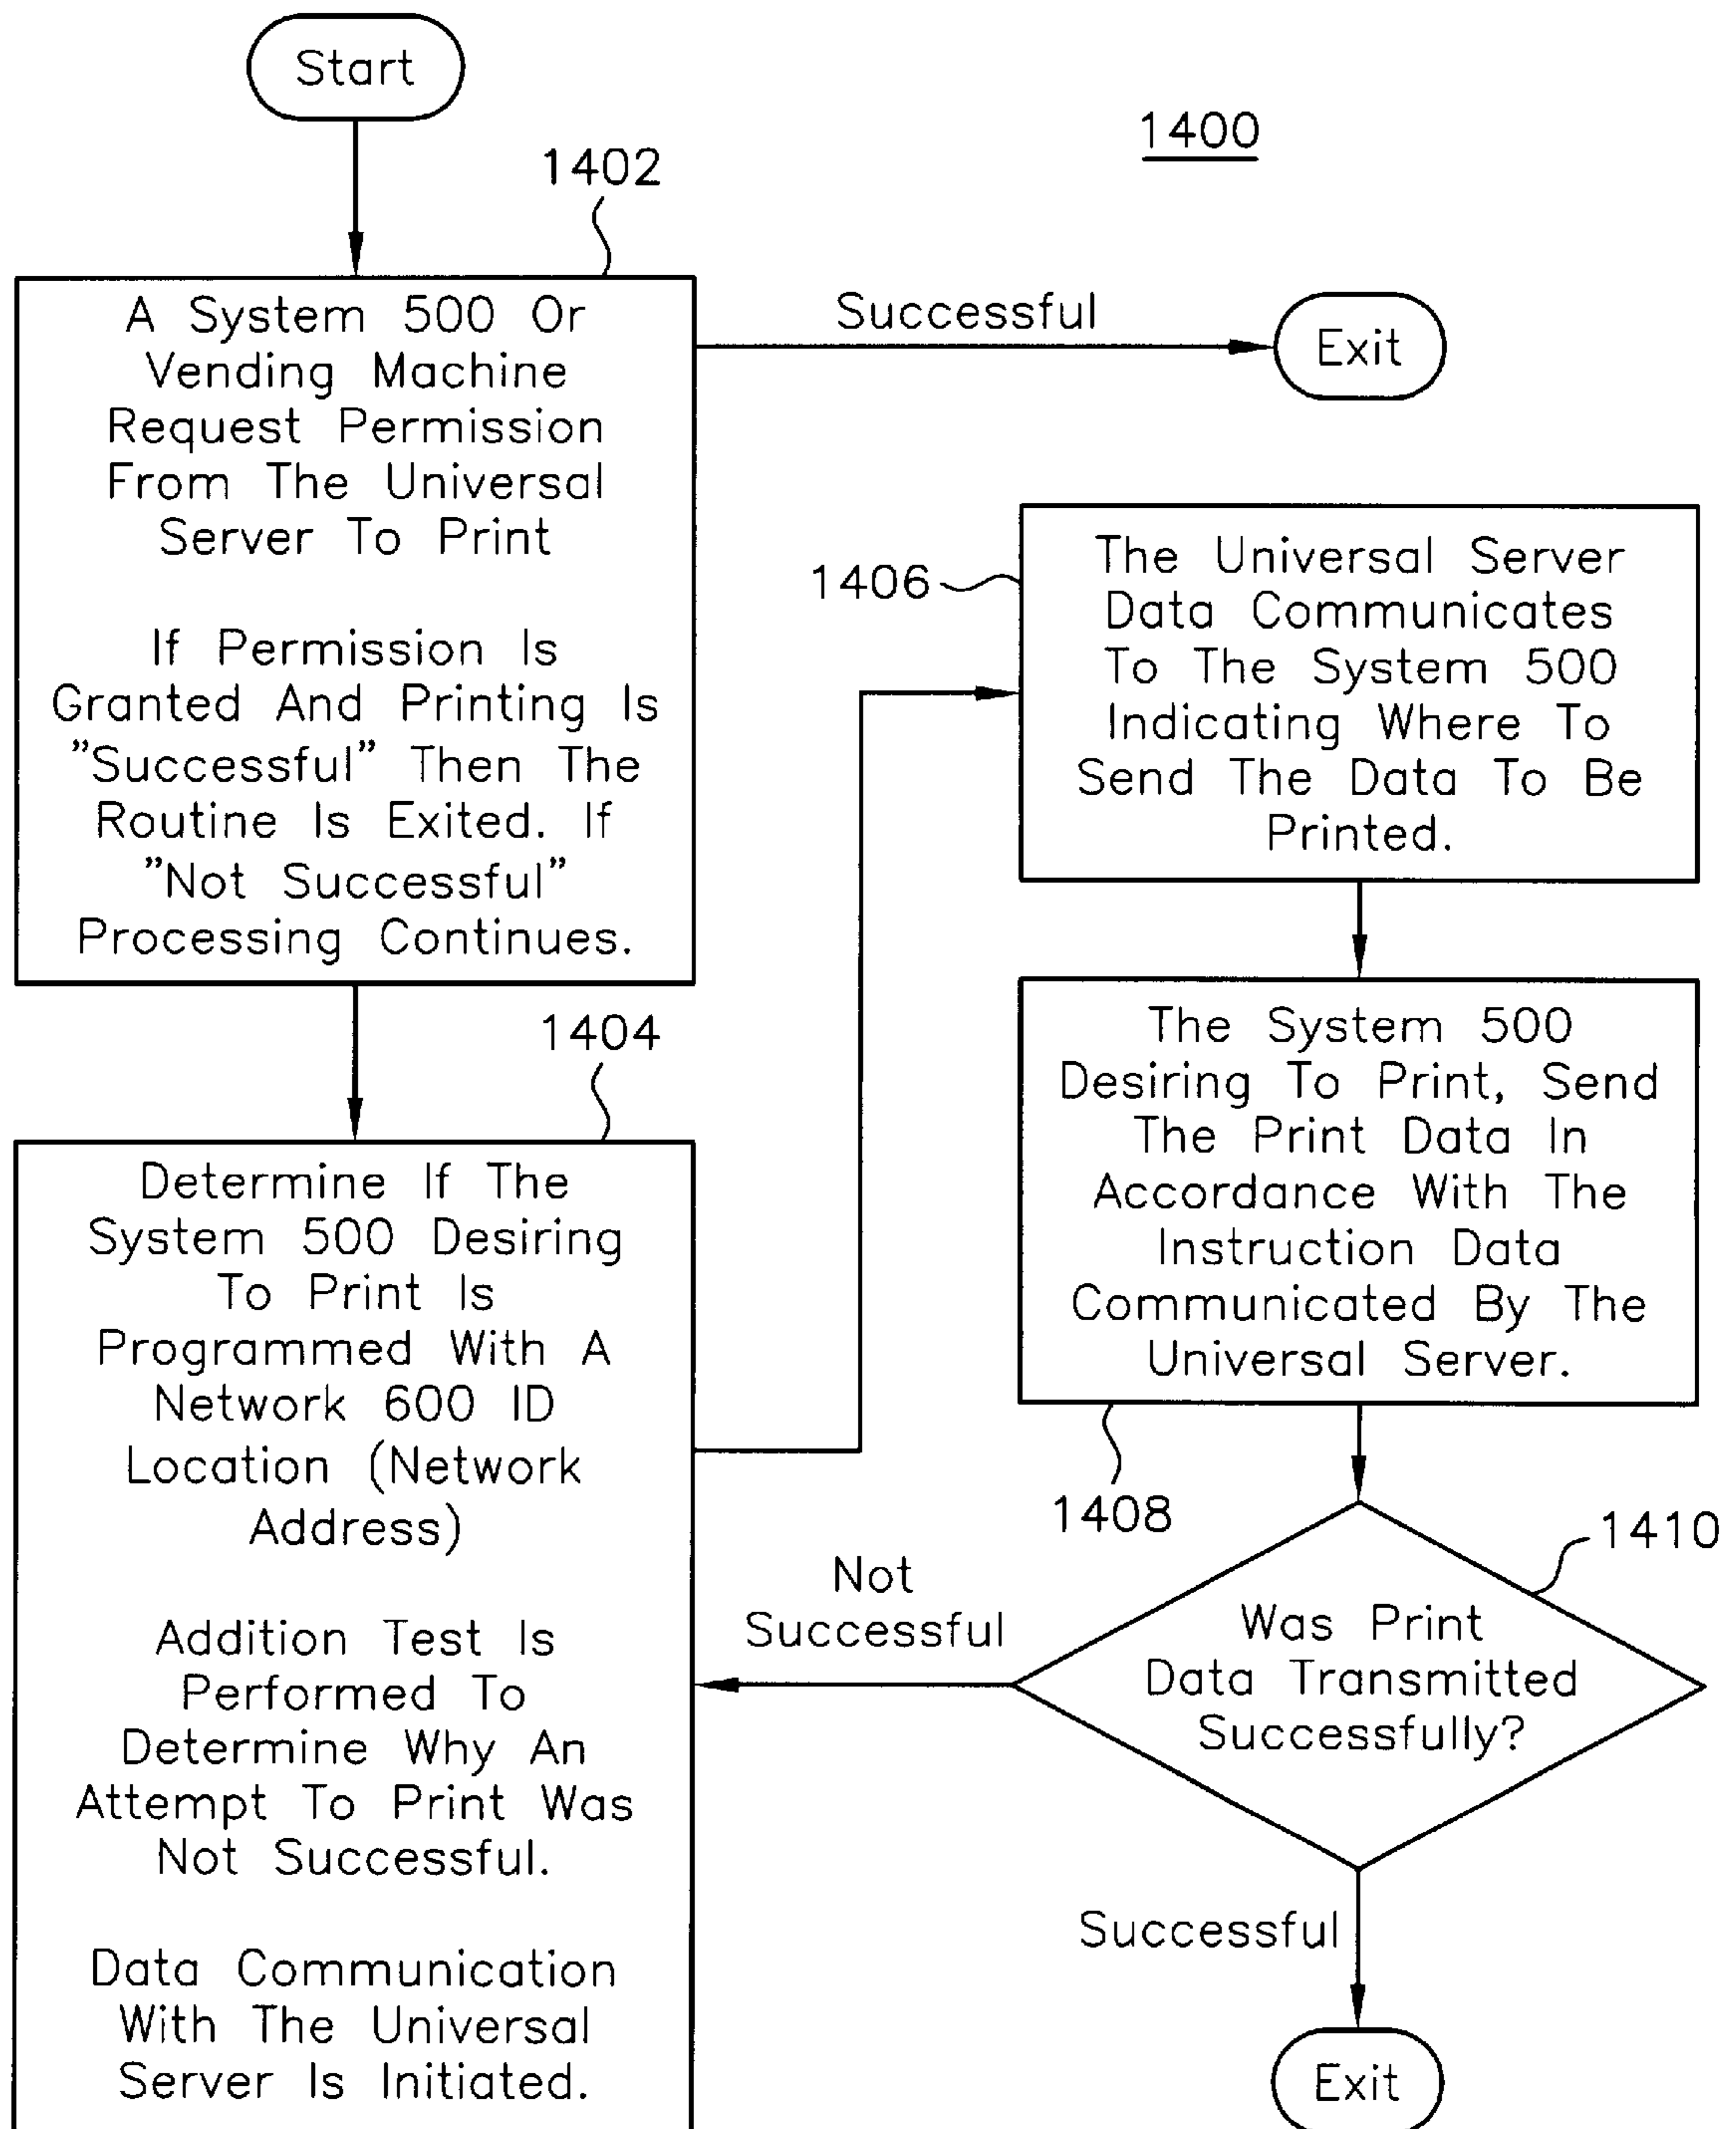 Start
1400
1402
A System 500 Or
Vending Machine
Request Permission
From The Universal
Server To Print
If Permission Is
Granted And Printing Is
"Successful" Then The
Routine Is Exited. If
"Not Successful"
Processing Continues.
Successful
Exit
1404
Determine If The
System 500 Desiring
To Print Is
Programmed With A
Network 600 ID
Location (Network
Address)
Addition Test Is
Performed To
Determine Why An
Attempt To Print Was
Not Successful.
Data Communication
With The Universal
Server Is Initiated.
1406
The Universal Server
Data Communicates
To The System 500
Indicating Where To
Send The Data To Be
Printed.
The System 500
Desiring To Print, Send
The Print Data In
Accordance With The
Instruction Data
Communicated By The
Universal Server.
1408
1410
Was Print
Data Transmitted
Successfully?
Not
Successful
Successful
Exit